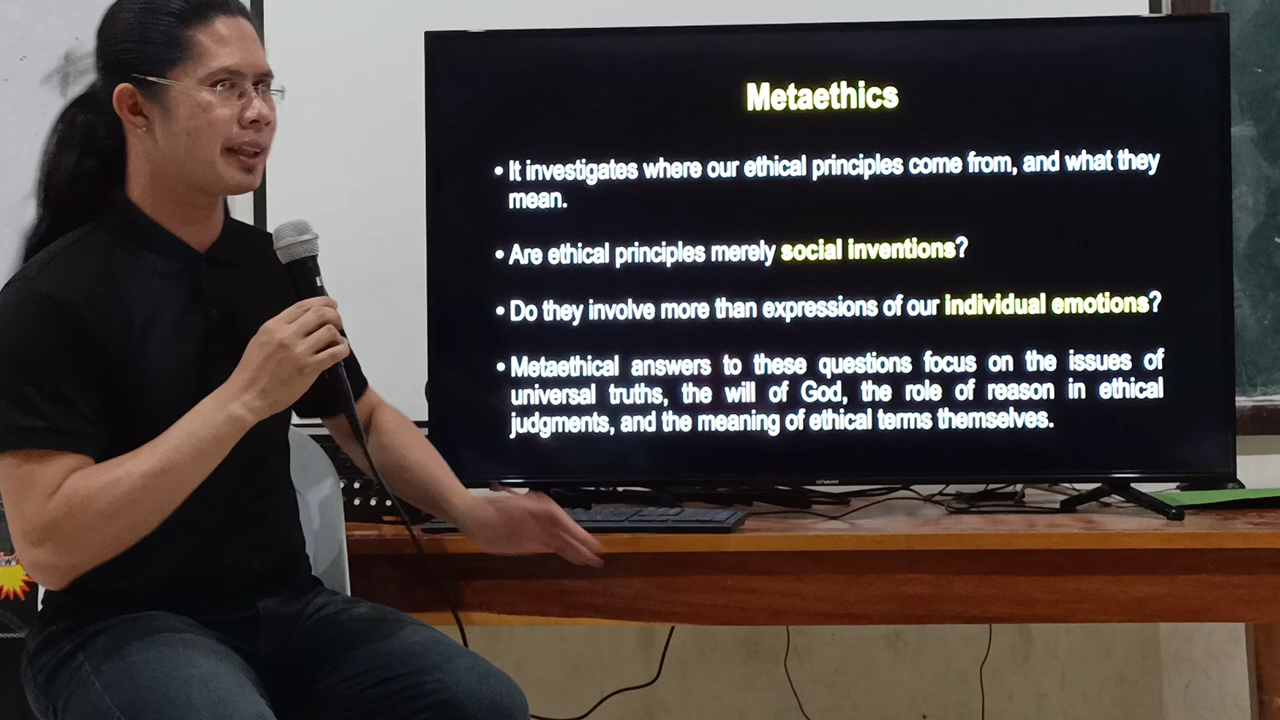 Metaethics
• It investigates where our ethical principles come from, and what they
mean.
• Are ethical principles merely social inventions?
• Do they involve more than expressions of our individual emotions?
• Metaethical answers to these questions focus on the issues of
universal truths, the will of God, the role of reason in ethical
judgments, and the meaning of ethical terms themselves.